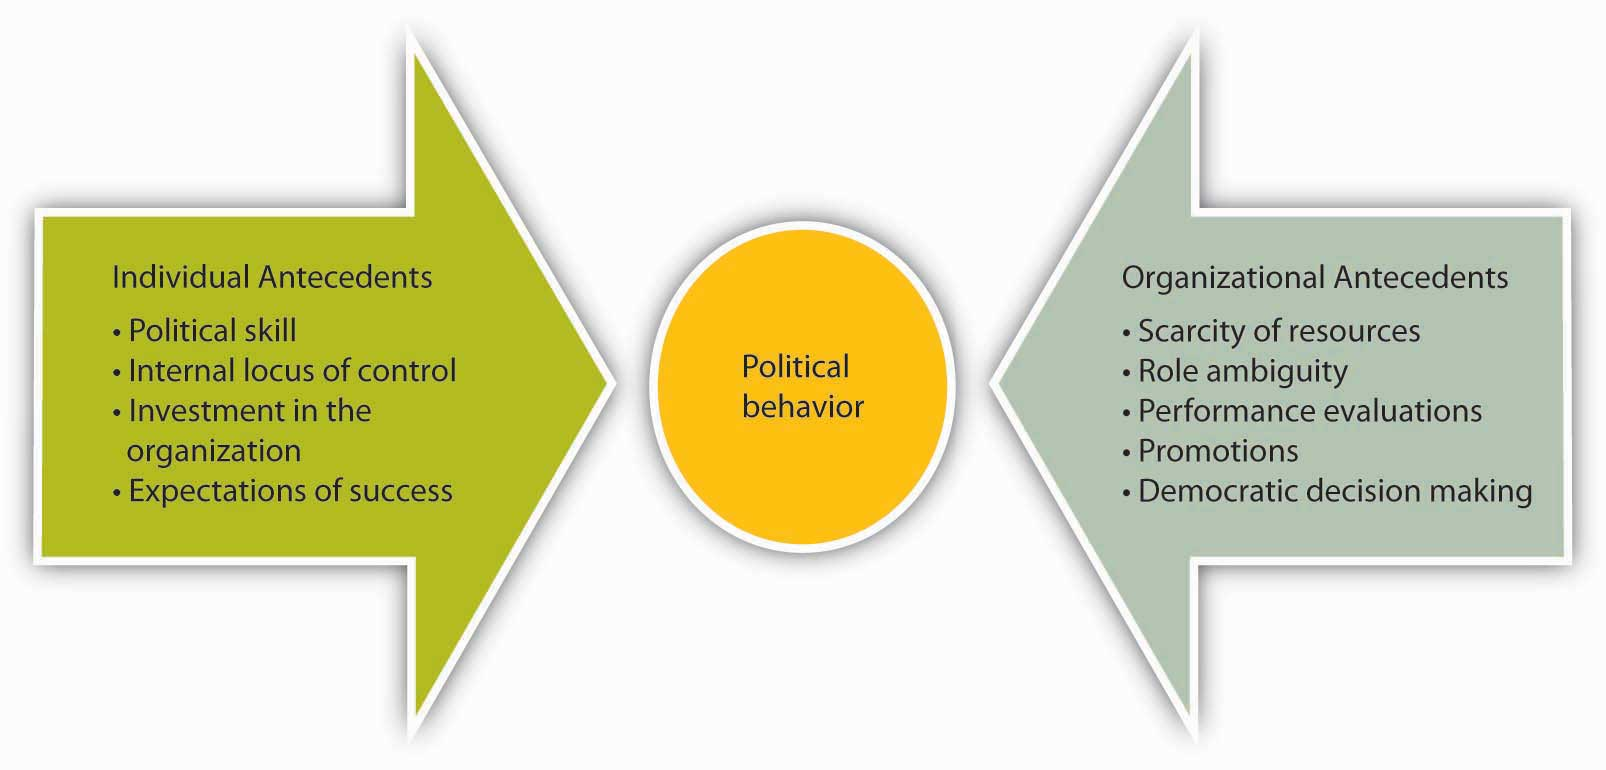 Individual Antecedents
• Political skill
• Internal locus of control
• Investment in the
organization
• Expectations of success
Political
behavior
Organizational Antecedents
• Scarcity of resources
• Role ambiguity
• Performance evaluations
• Promotions
• Democratic decision making